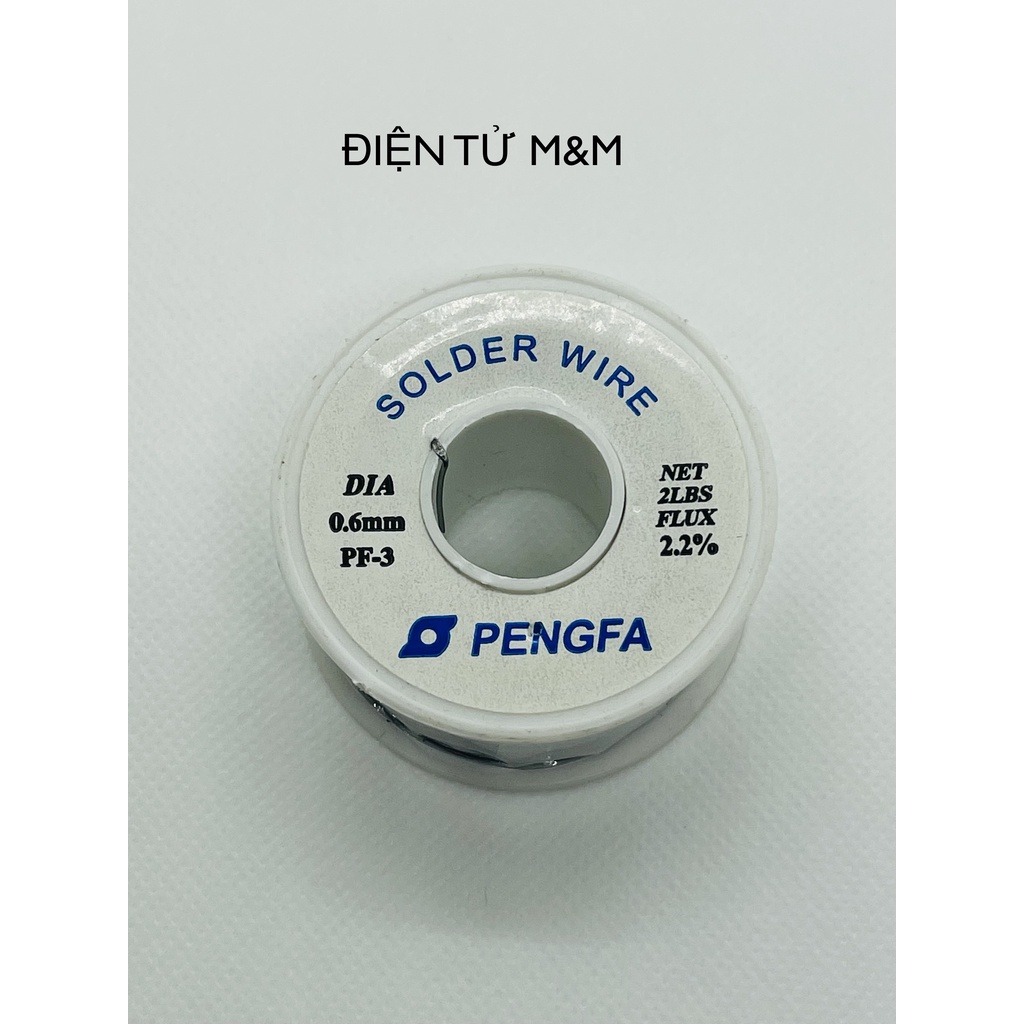 ĐIỆN TỬ M&M
SOLDER WIRE
DIA
0.6mm
PF-3
NET
2LBS
FLUX
2.2%
PENGFA